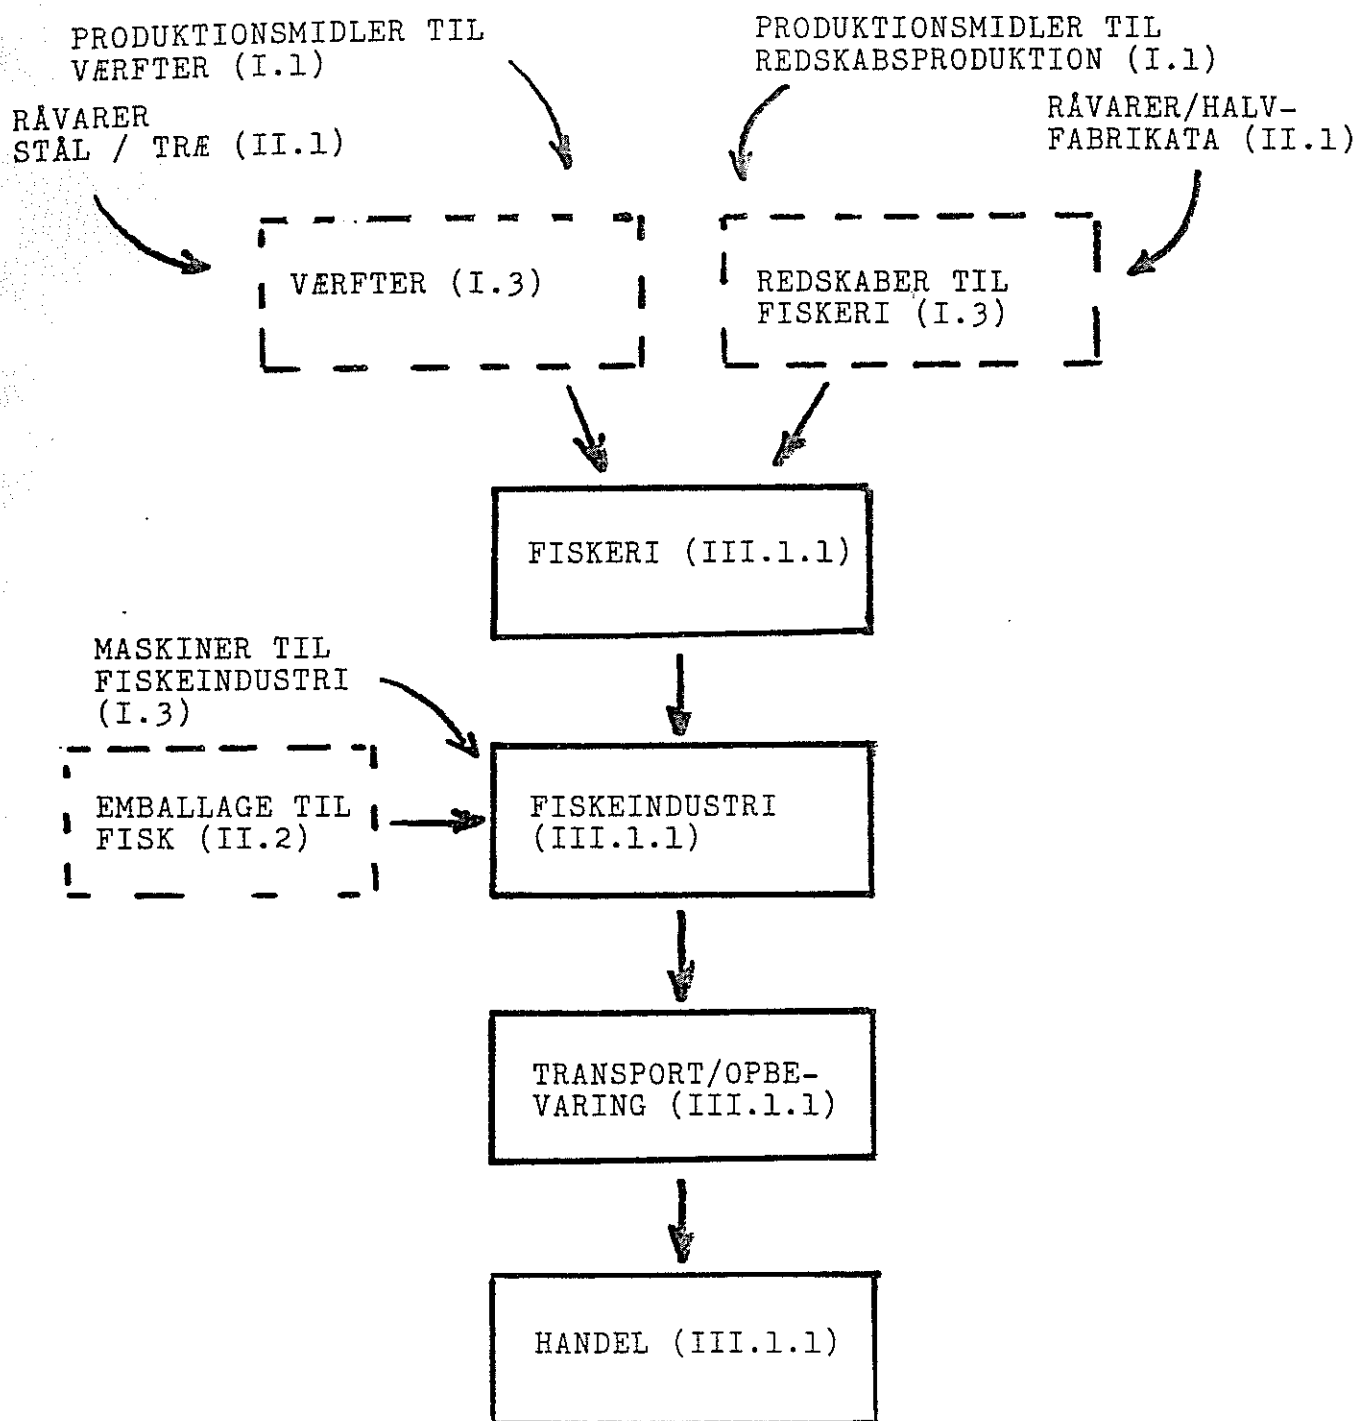 PRODUKTIONSMIDLER TIL
VÆRFTER (I.1)
PRODUKTIONSMIDLER TIL
REDSKABSPRODUKTION (I.1)
RÅVARER
STÅL / TRÆ (II.1)
RÅVARER/HALV-
FABRIKATA (II.1)
VÆRFTER (I.3)
REDSKABER TIL
FISKERI (I.3)
FISKERI (III.1.1)
MASKINER TIL
FISKEINDUSTRI
(I.3)
EMBALLAGE TIL
FISK (II.2)
FISKEINDUSTRI
(III.1.1)
TRANSPORT/OPBE-
VARING (III.1.1)
HANDEL (III.1.1)